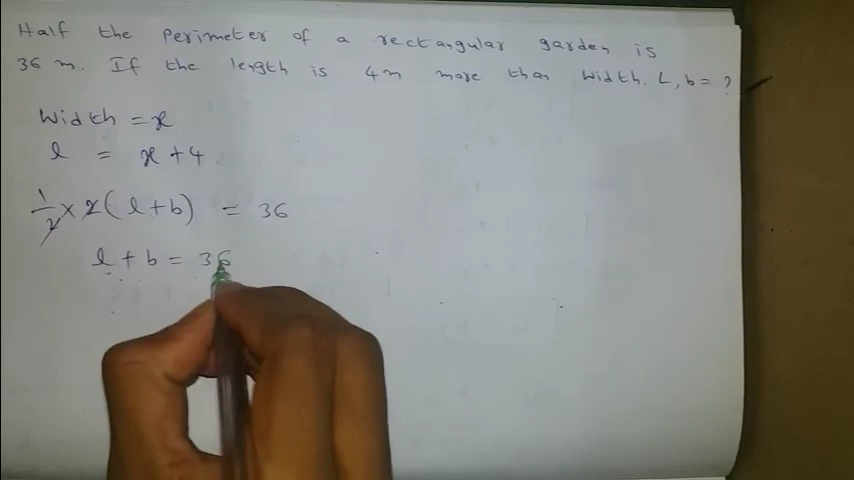 Half the perimeter of a rectangular garden is
36 m. If the length is 4m more than width. L, b = ?
Width = x
l = x + 4
1/2 × 2 ( l + b ) = 36
l + b = 36